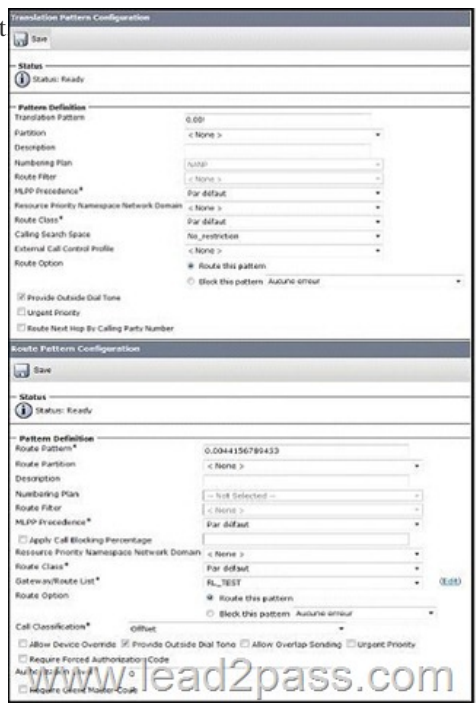 t
Translation Pattern Configuration
Save
Status
Status: Ready
Pattern Definition
Translation Pattern 0.00!
Partition < None >
Description
Numbering Plan NANP
Route Filter < None >
MLPP Precedence* Par défaut
Resource Priority Namespace Network Domain < None >
Route Class* Par défaut
Calling Search Space No_restriction
External Call Control Profile < None >
Route Option Route this pattern
Block this pattern Aucune erreur
Provide Outside Dial Tone
Urgent Priority
Route Next Hop By Calling Party Number
Route Pattern Configuration
Save
Status
Status: Ready
Pattern Definition
Route Pattern* 0.0044156789433
Route Partition < None >
Description
Numbering Plan -- Not Selected --
Route Filter < None >
MLPP Precedence* Par défaut
Apply Call Blocking Percentage
Resource Priority Namespace Network Domain < None >
Route Class* Par défaut
Gateway/Route List* RL_TEST (Edit)
Route Option Route this pattern
Block this pattern Aucune erreur
Call Classification* OffNet
Allow Device Override Provide Outside Dial Tone Allow Overlap Sending Urgent Priority
Require Forced Authorization Code
Require Client Matter Code
www.lead2pass.com